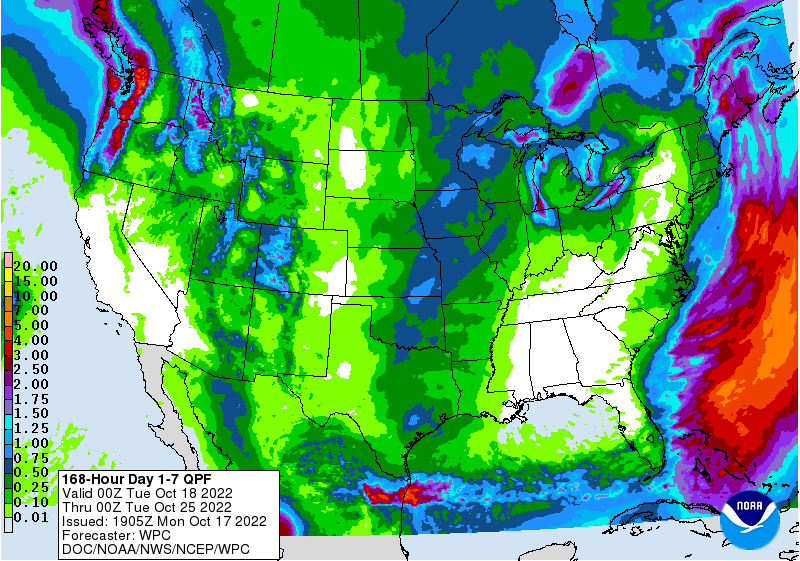 20.00
15.00
10.00
7.00
5.00
4.00
3.00
2.50
2.00
1.75
1.50
1.25
1.00
0.75
0.50
0.25
0.10
0.01
168-Hour Day 1-7 QPF
Valid 00Z Tue Oct 18 2022
Thru 00Z Tue Oct 25 2022
Issued: 1905Z Mon Oct 17 2022
Forecaster: WPC
DOC/NOAA/NWS/NCEP/WPC
NOAA